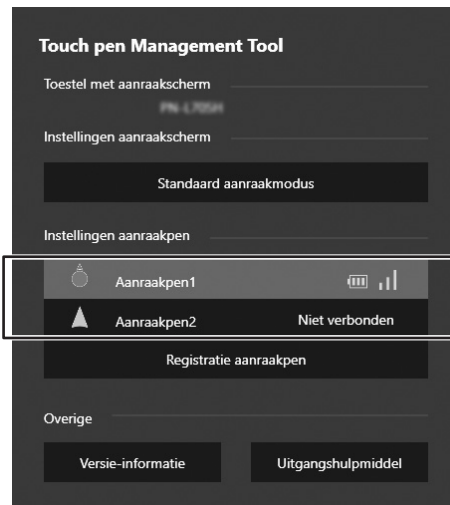 Touch pen Management Tool
Toestel met aanraakscherm
Instellingen aanraakscherm
Standaard aanraakmodus
Instellingen aanraakpen
Aanraakpen1
Aanraakpen2 Niet verbonden
Registratie aanraakpen
Overige
Versie-informatie Uitgangshulpmiddel